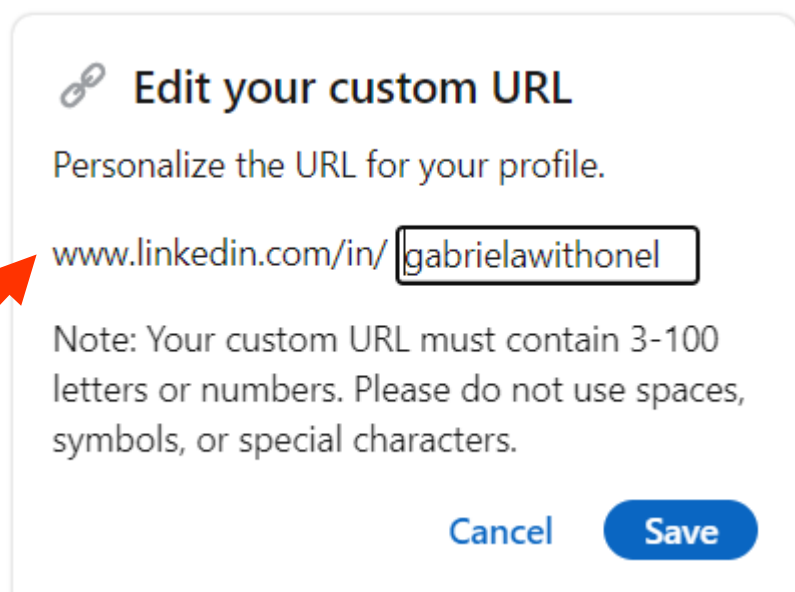 Edit your custom URL
Personalize the URL for your profile.
www.linkedin.com/in/ gabrielawithonel
Note: Your custom URL must contain 3-100
letters or numbers. Please do not use spaces,
symbols, or special characters.
Cancel Save